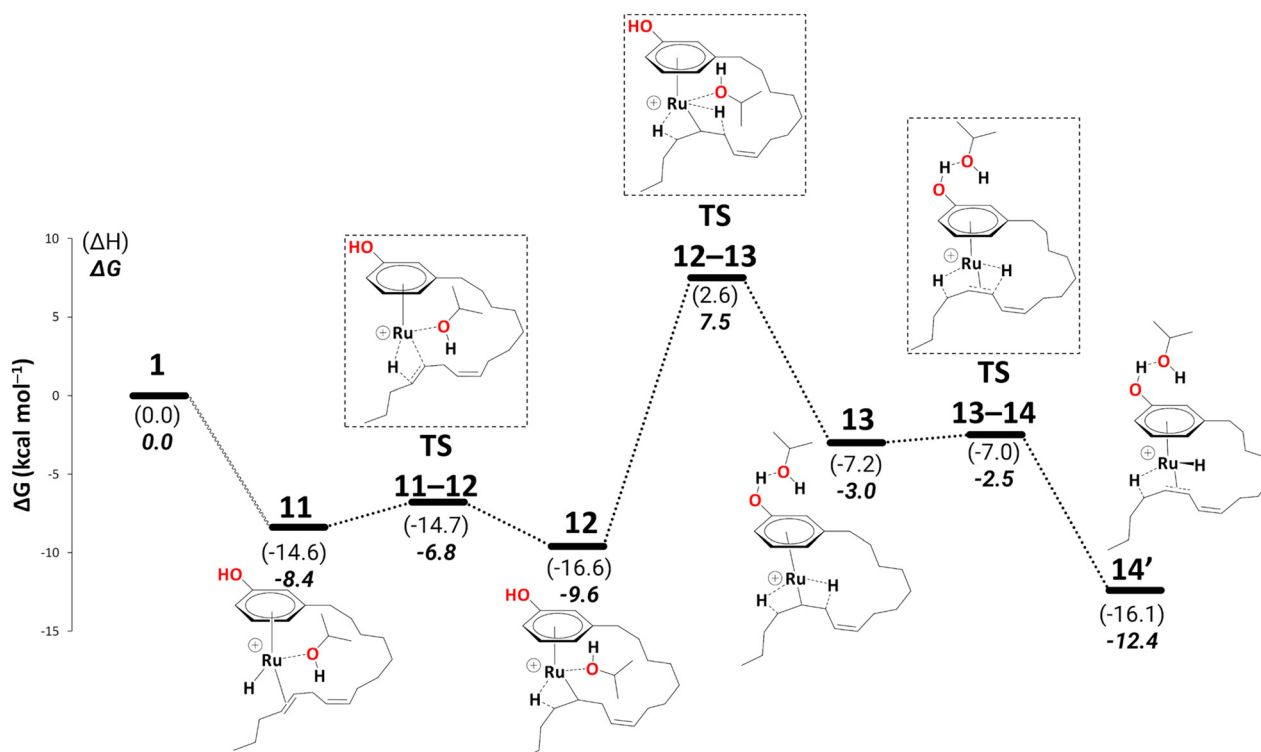 HO
H
O
⊕ Ru
H
H
TS
12–13
(2.6)
7.5
H O
O H
⊕
Ru
H H
TS
13–14
(-7.0)
-2.5
HO
⊕ Ru O
H H
TS
11–12
(-14.7)
-6.8
ΔG (kcal mol⁻¹)
10
5
0
-5
-10
-15
(ΔH)
ΔG
1
(0.0)
0.0
11
(-14.6)
-8.4
HO
⊕
Ru O
H H
12
(-16.6)
-9.6
HO
H
⊕ Ru O
H
13
(-7.2)
-3.0
H O
O H
⊕ Ru
H H
H O
O H
⊕
Ru H
H
14’
(-16.1)
-12.4